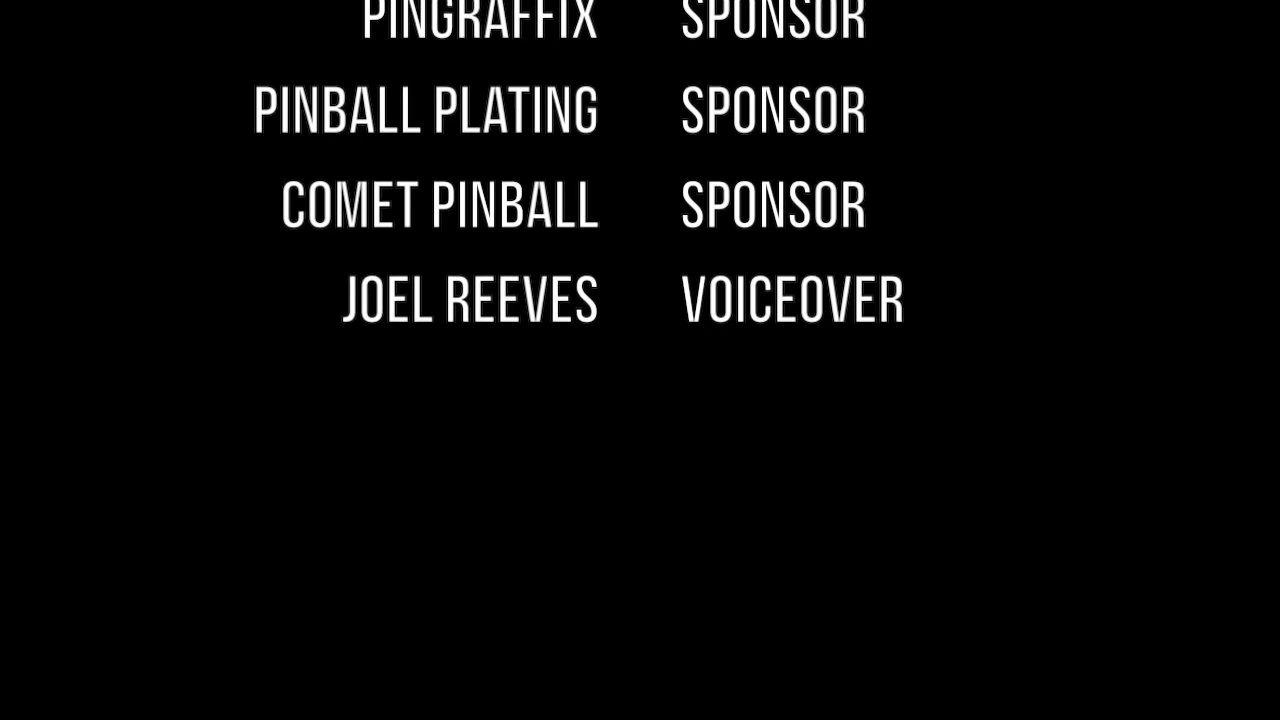 PINGRAFFIX SPONSOR
PINBALL PLATING SPONSOR
COMET PINBALL SPONSOR
JOEL REEVES VOICEOVER